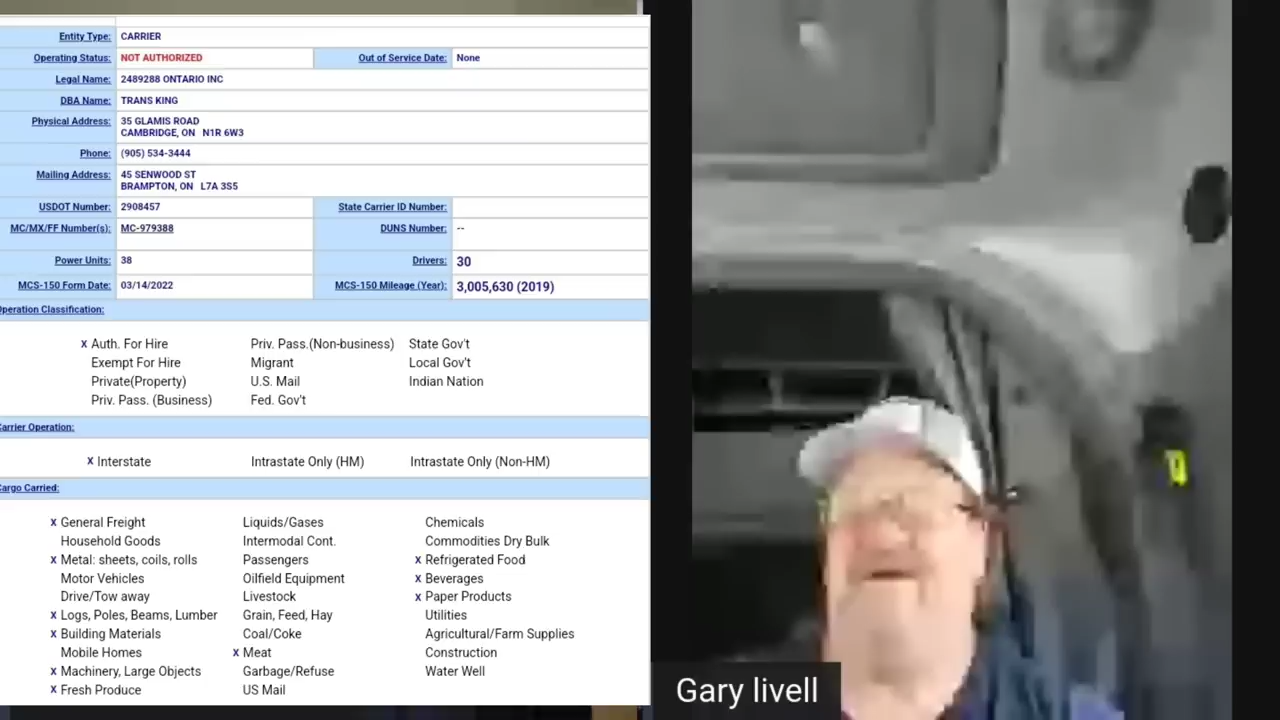 Entity Type: CARRIER
Operating Status: NOT AUTHORIZED Out of Service Date: None
Legal Name: 2489288 ONTARIO INC
DBA Name: TRANS KING
Physical Address: 35 GLAMIS ROAD
CAMBRIDGE, ON N1R 6W3
Phone: (905) 534-3444
Mailing Address: 45 SENWOOD ST
BRAMPTON, ON L7A 3S5
USDOT Number: 2908457 State Carrier ID Number:
MC/MX/FF Number(s): MC-979388 DUNS Number: --
Power Units: 38 Drivers: 30
MCS-150 Form Date: 03/14/2022 MCS-150 Mileage (Year): 3,005,630 (2019)
Operation Classification:
x Auth. For Hire Priv. Pass.(Non-business) State Gov't
Exempt For Hire Migrant Local Gov't
Private(Property) U.S. Mail Indian Nation
Priv. Pass. (Business) Fed. Gov't
Carrier Operation:
x Interstate Intrastate Only (HM) Intrastate Only (Non-HM)
Cargo Carried:
x General Freight Liquids/Gases Chemicals
Household Goods Intermodal Cont. Commodities Dry Bulk
x Metal: sheets, coils, rolls Passengers x Refrigerated Food
Motor Vehicles Oilfield Equipment x Beverages
Drive/Tow away Livestock x Paper Products
x Logs, Poles, Beams, Lumber Grain, Feed, Hay Utilities
x Building Materials Coal/Coke Agricultural/Farm Supplies
Mobile Homes x Meat Construction
x Machinery, Large Objects Garbage/Refuse Water Well
x Fresh Produce US Mail
Gary livell